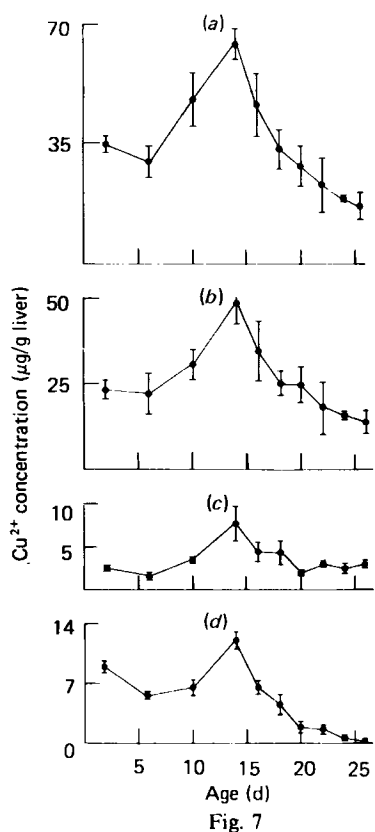 70
(a)
35
50
(b)
25
10
(c)
5
14
(d)
7
0
.Cu²⁺ concentration (μg/g liver)
5 10 15 20 25
Age (d)
Fig. 7